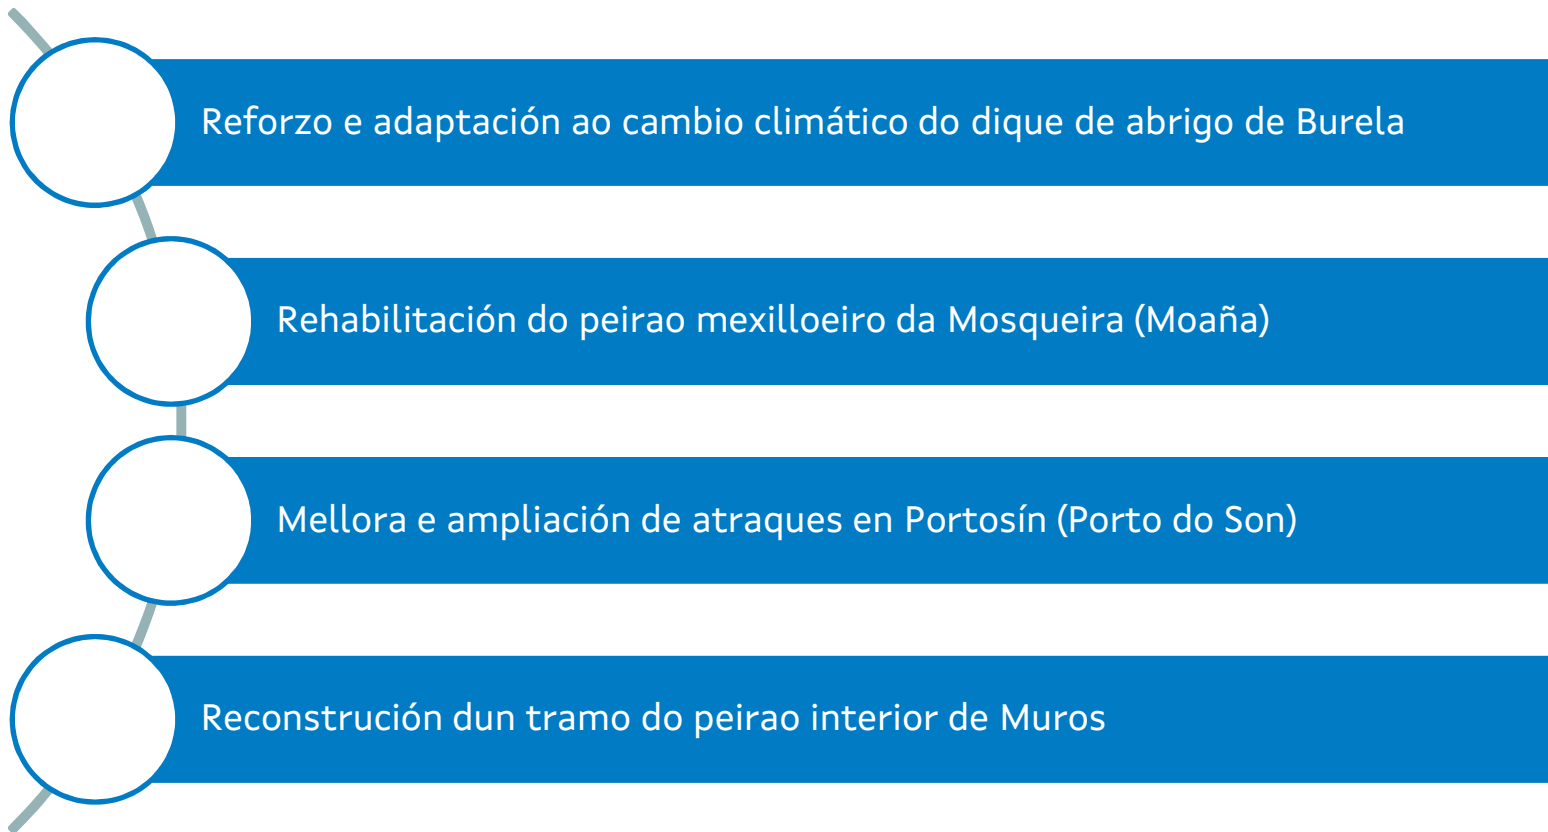 Reforzo e adaptación ao cambio climático do dique de abrigo de Burela
Rehabilitación do peirao mexilloeiro da Mosqueira (Moaña)
Mellora e ampliación de atraques en Portosín (Porto do Son)
Reconstrución dun tramo do peirao interior de Muros